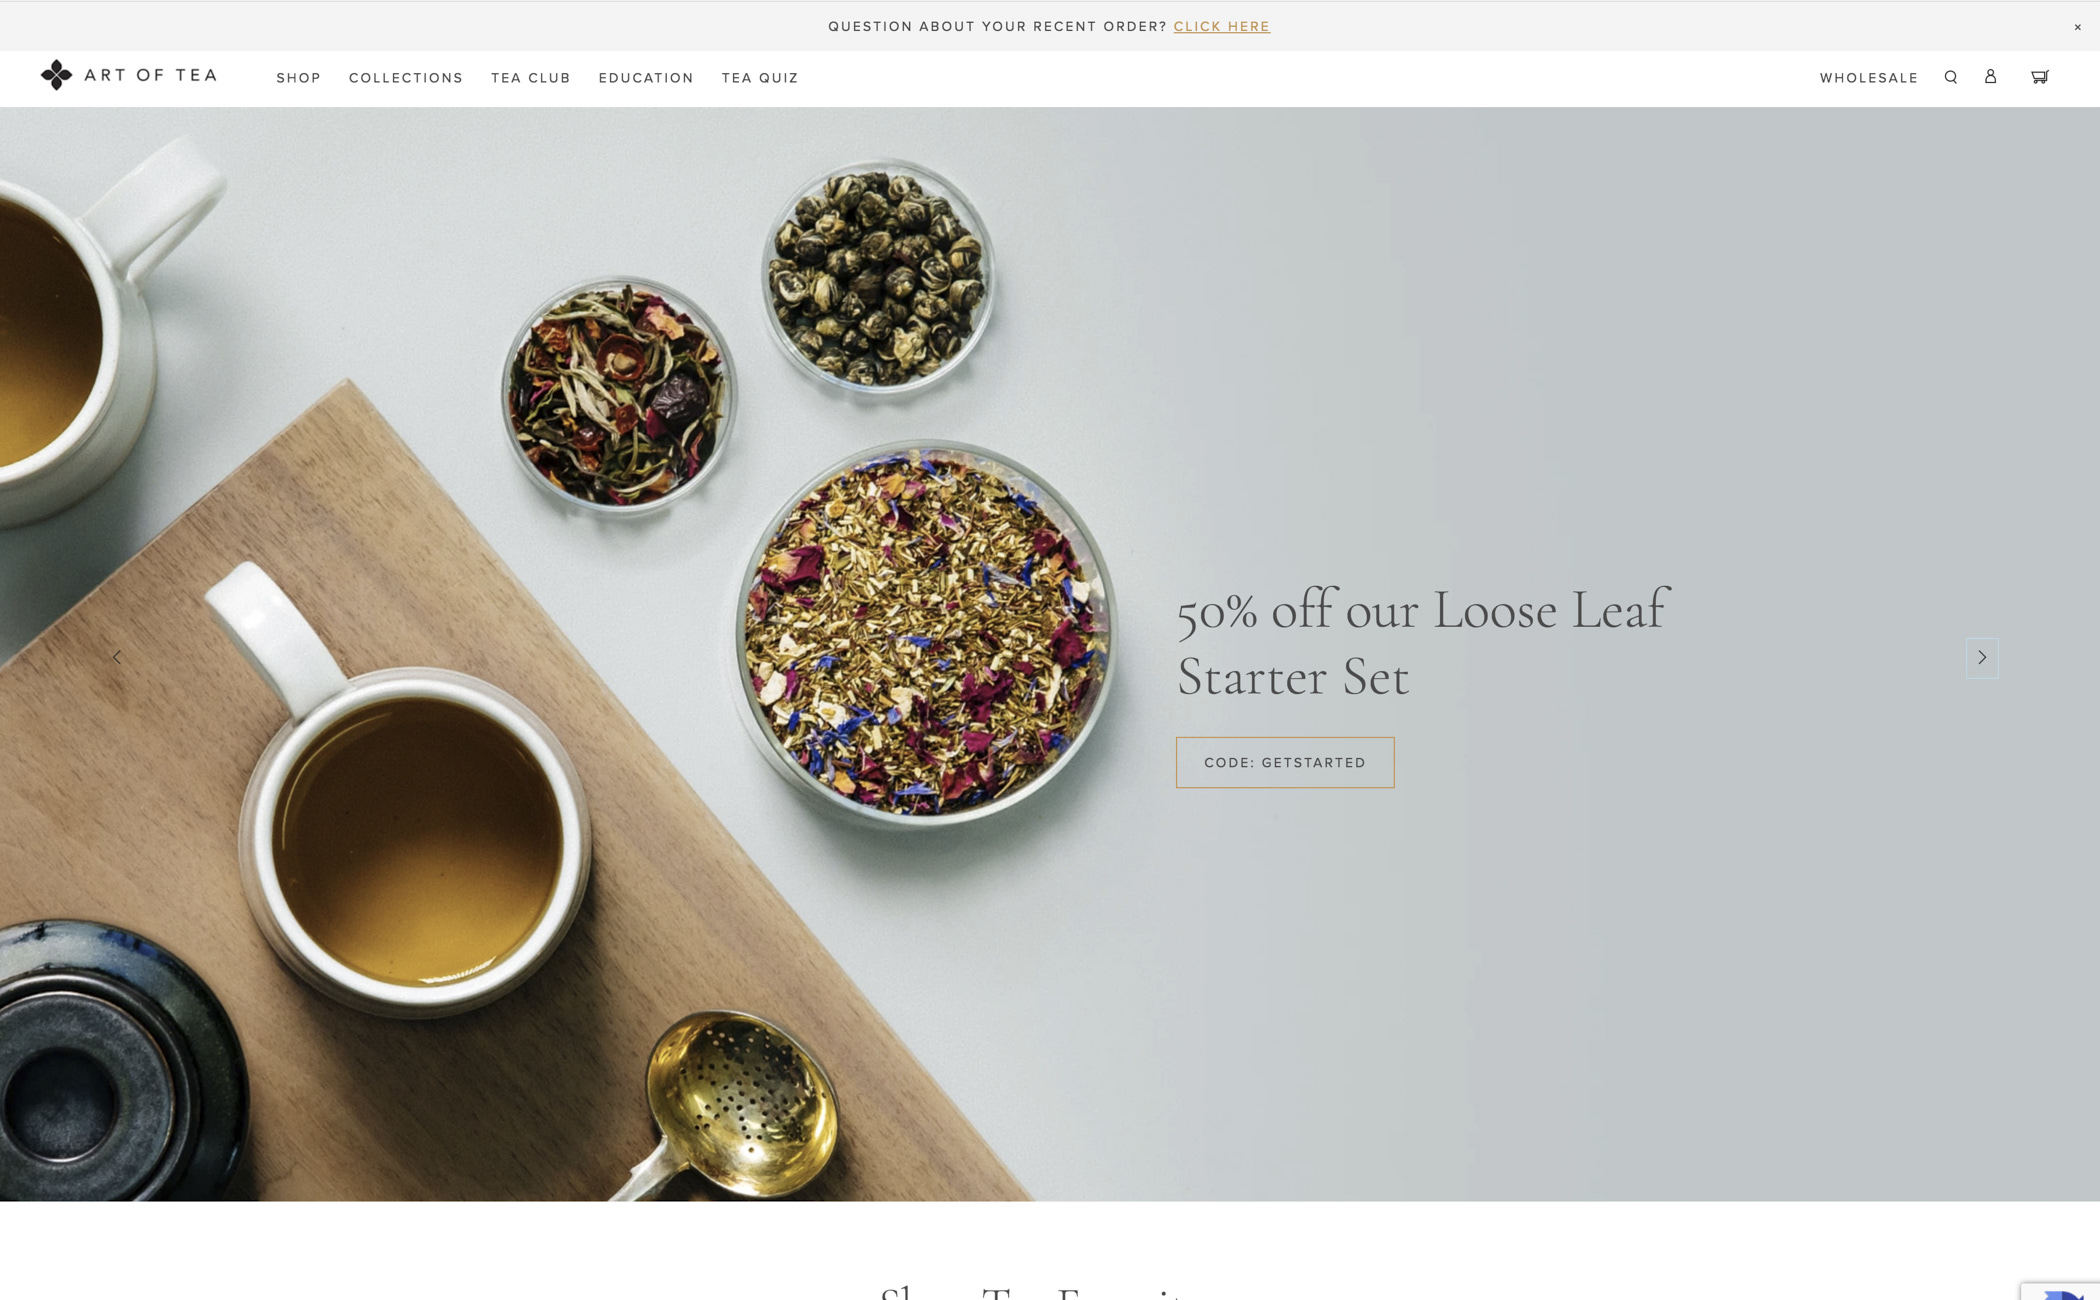 QUESTION ABOUT YOUR RECENT ORDER? CLICK HERE
ART OF TEA
SHOP
COLLECTIONS
TEA CLUB
EDUCATION
TEA QUIZ
WHOLESALE
50% off our Loose Leaf
Starter Set
CODE: GETSTARTED